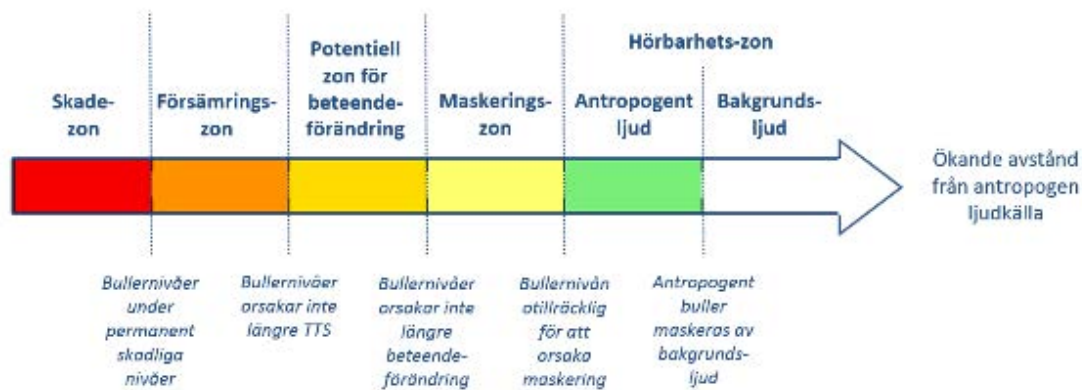 Skade-
zon
Försämrings-
zon
Potentiell
zon för
beteende-
förändring
Maskerings-
zon
Hörbarhets-zon
Antropogent
ljud
Bakgrunds-
ljud
Ökande avstånd
från antropogen
ljudkälla
Bullernivåer
under
permanent
skadliga
nivåer
Bullernivåer
orsakar inte
längre TTS
Bullernivåer
orsakar inte
längre
beteende-
förändring
Bullernivån
otillräcklig
för att
orsaka
maskering
Antropogent
buller
maskeras av
bakgrunds-
ljud